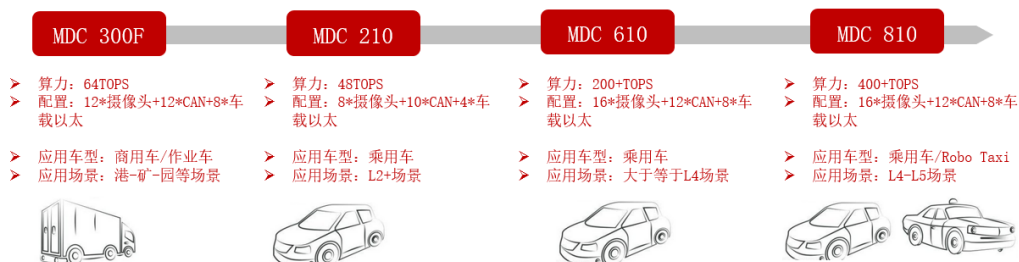 MDC 300F
MDC 210
MDC 610
MDC 810
➢ 算力：64TOPS
➢ 配置：12*摄像头+12*CAN+8*车
载以太
➢ 应用车型：商用车/作业车
➢ 应用场景：港-矿-园等场景
➢ 算力：48TOPS
➢ 配置：8*摄像头+10*CAN+4*车
载以太
➢ 应用车型：乘用车
➢ 应用场景：L2+场景
➢ 算力：200+TOPS
➢ 配置：16*摄像头+12*CAN+8*车
载以太
➢ 应用车型：乘用车
➢ 应用场景：大于等于L4场景
➢ 算力：400+TOPS
➢ 配置：16*摄像头+12*CAN+8*车
载以太
➢ 应用车型：乘用车/Robo Taxi
➢ 应用场景：L4-L5场景